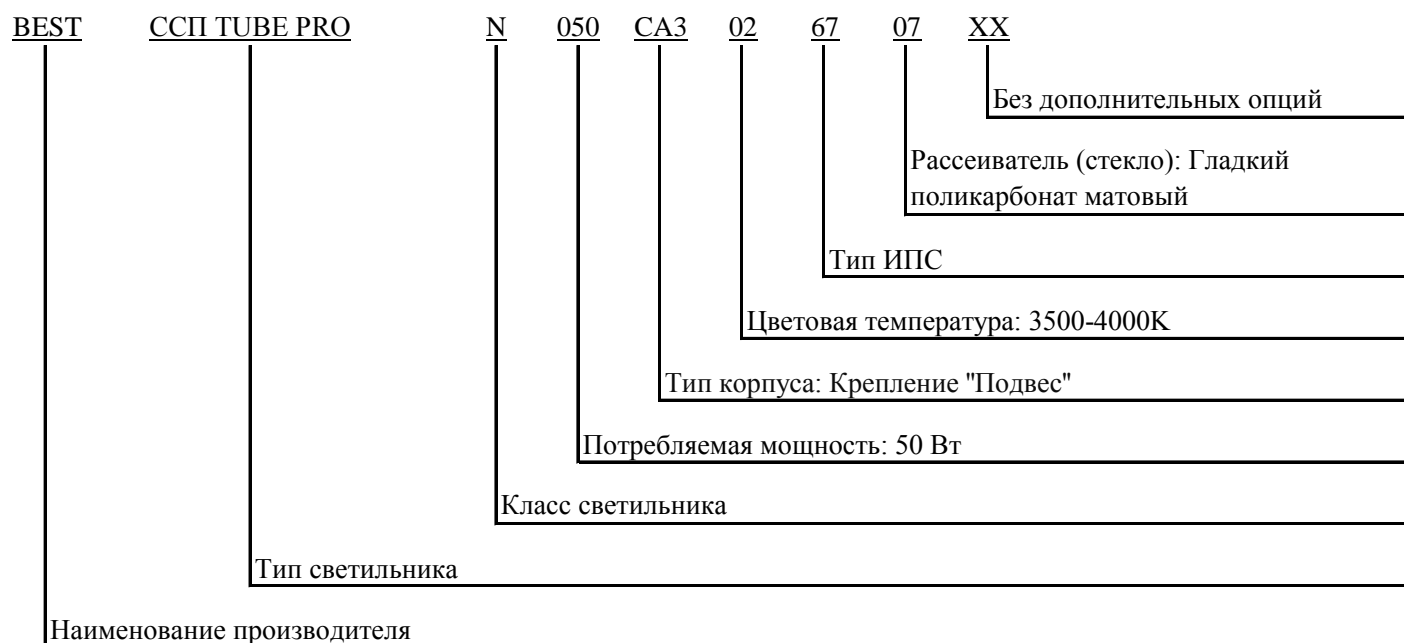 BEST ССП TUBE PRO N 050 CA3 02 67 07 XX
Без дополнительных опций
Рассеиватель (стекло): Гладкий
поликарбонат матовый
Тип ИПС
Цветовая температура: 3500-4000K
Тип корпуса: Крепление "Подвес"
Потребляемая мощность: 50 Вт
Класс светильника
Тип светильника
Наименование производителя